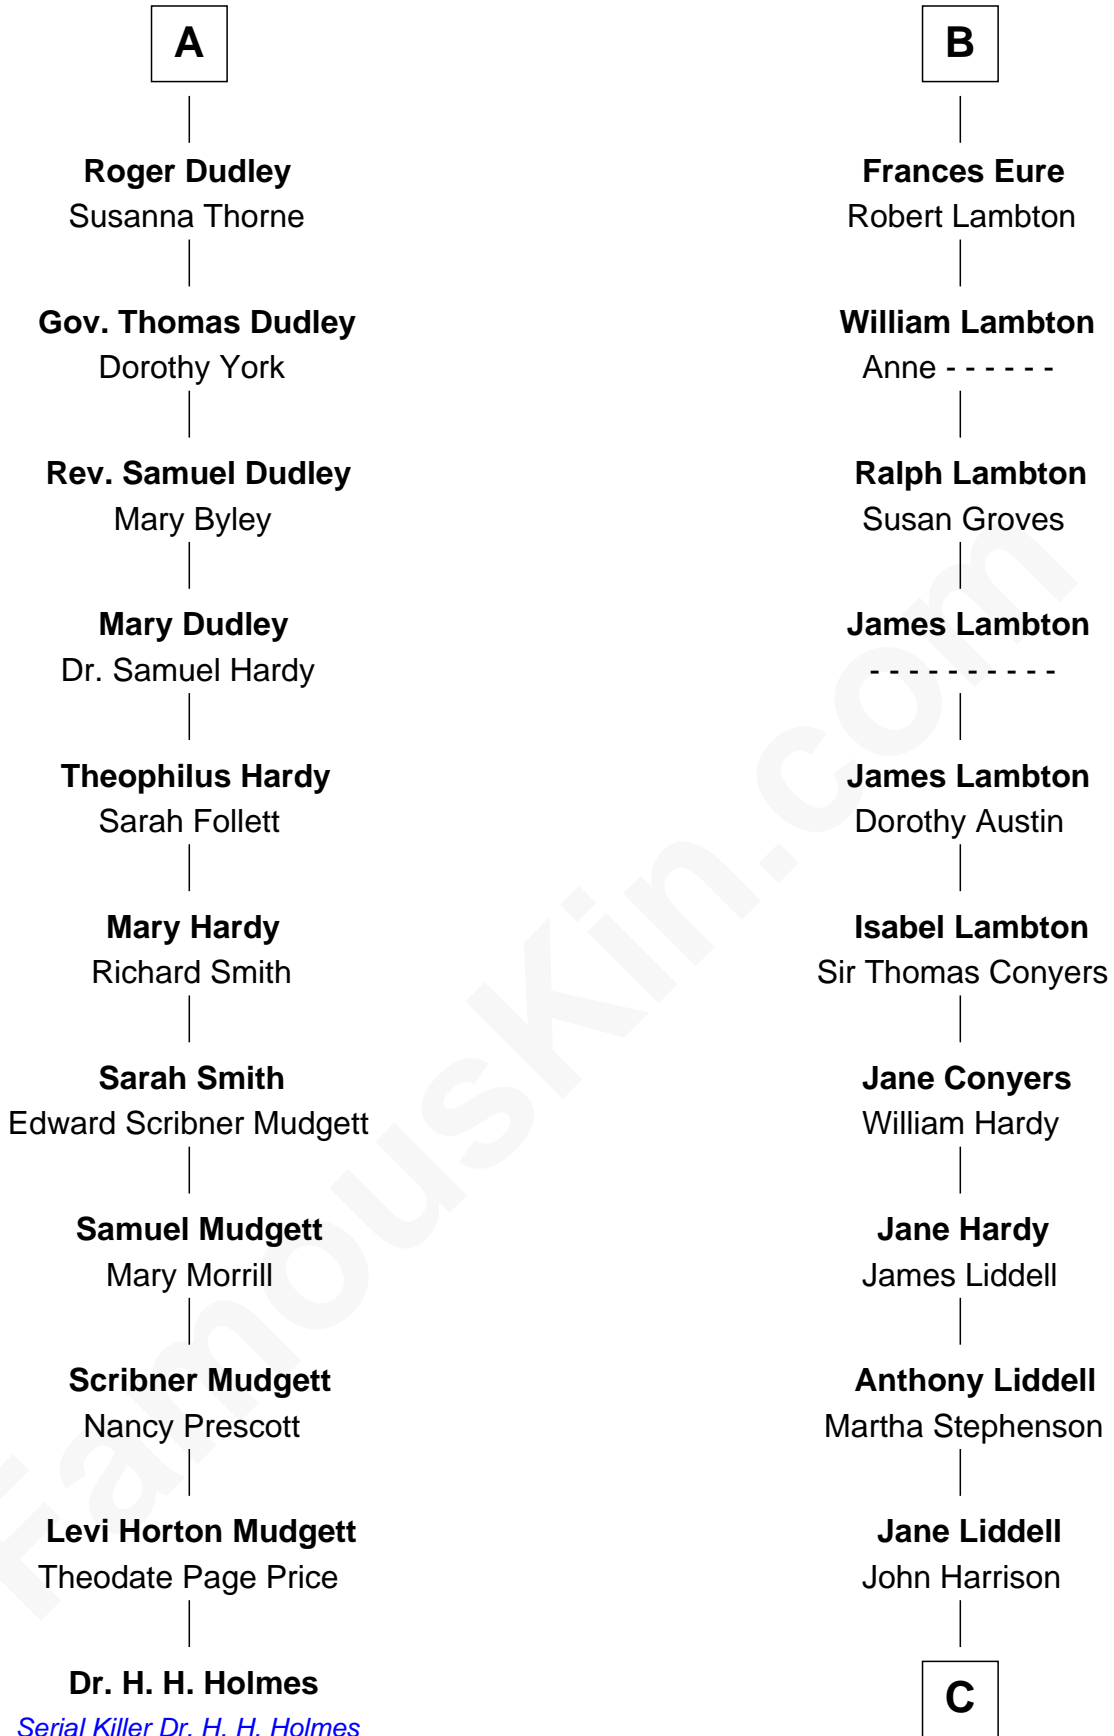 A
Roger Dudley
Susanna Thorne
Gov. Thomas Dudley
Dorothy York
Rev. Samuel Dudley
Mary Byley
Mary Dudley
Dr. Samuel Hardy
Theophilus Hardy
Sarah Follett
Mary Hardy
Richard Smith
Sarah Smith
Edward Scribner Mudgett
Samuel Mudgett
Mary Morrill
Scribner Mudgett
Nancy Prescott
Levi Horton Mudgett
Theodate Page Price
Dr. H. H. Holmes
Serial Killer Dr. H. H. Holmes
B
Frances Eure
Robert Lambton
William Lambton
Anne - - - - - -
Ralph Lambton
Susan Groves
James Lambton
- - - - - - - - - -
James Lambton
Dorothy Austin
Isabel Lambton
Sir Thomas Conyers
Jane Conyers
William Hardy
Jane Hardy
James Liddell
Anthony Liddell
Martha Stephenson
Jane Liddell
John Harrison
C
FamousKin.com